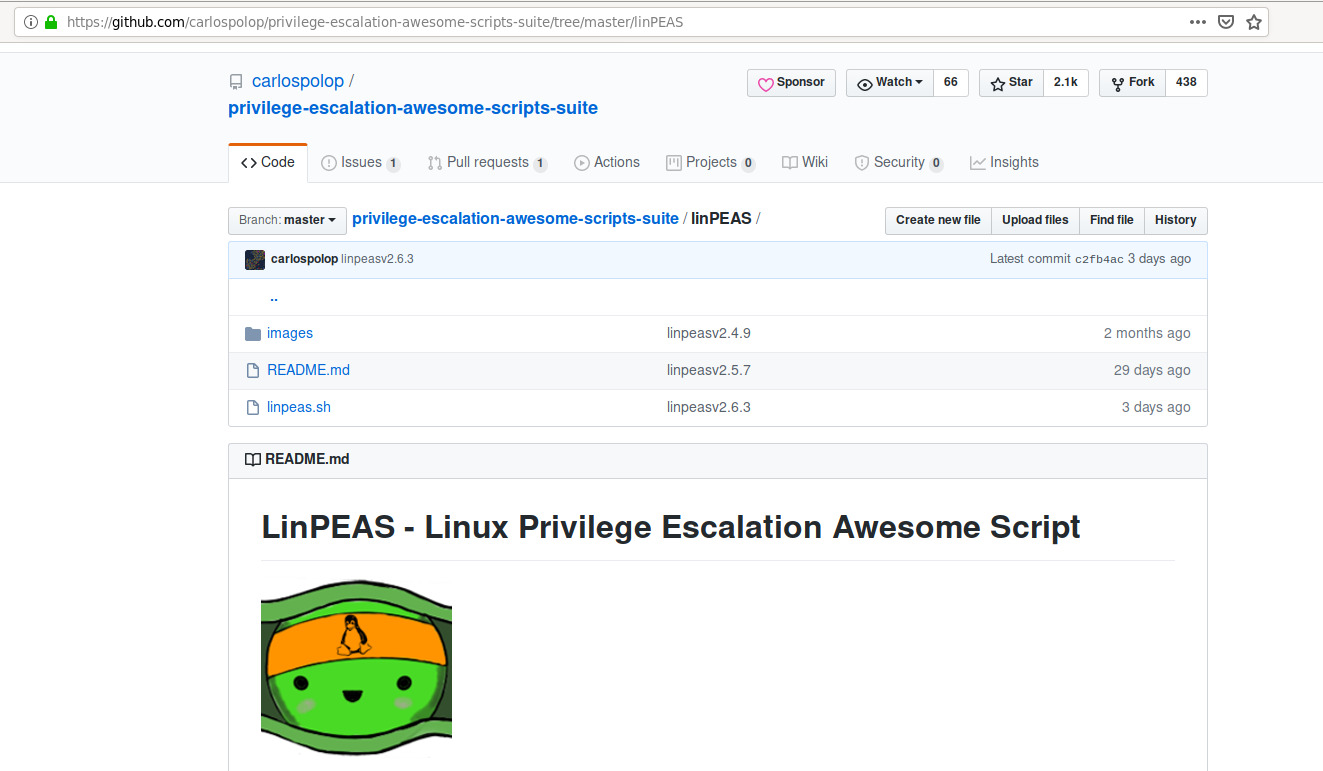 https://github.com/carlospolop/privilege-escalation-awesome-scripts-suite/tree/master/linPEAS
carlospolop /
privilege-escalation-awesome-scripts-suite
Sponsor Watch 66 Star 2.1k Fork 438
Code Issues 1 Pull requests 1 Actions Projects 0 Wiki Security 0 Insights
Branch: master privilege-escalation-awesome-scripts-suite / linPEAS / Create new file Upload files Find file History
carlospolop linpeasv2.6.3 Latest commit c2fb4ac 3 days ago
..
images linpeasv2.4.9 2 months ago
README.md linpeasv2.5.7 29 days ago
linpeas.sh linpeasv2.6.3 3 days ago
README.md
LinPEAS - Linux Privilege Escalation Awesome Script